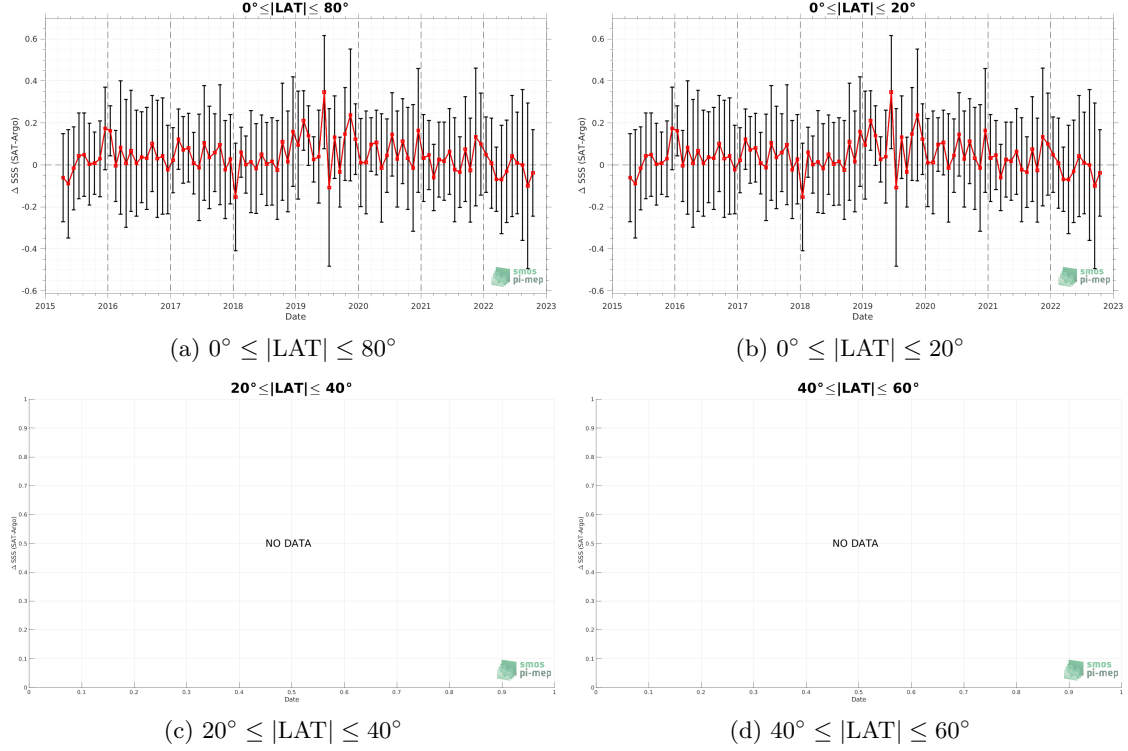 0°≤|LAT|≤ 80°
Δ SSS (SAT-Argo)
0.6
0.4
0.2
0
-0.2
-0.4
-0.6
2015 2016 2017 2018 2019 2020 2021 2022 2023
Date
smos
pi-mep
(a) 0° ≤ |LAT| ≤ 80°
0°≤|LAT|≤ 20°
Δ SSS (SAT-Argo)
0.6
0.4
0.2
0
-0.2
-0.4
-0.6
2015 2016 2017 2018 2019 2020 2021 2022 2023
Date
smos
pi-mep
(b) 0° ≤ |LAT| ≤ 20°
20°≤|LAT|≤ 40°
Δ SSS (SAT-Argo)
1
0.9
0.8
0.7
0.6
0.5
0.4
0.3
0.2
0.1
0
NO DATA
0 0.1 0.2 0.3 0.4 0.5 0.6 0.7 0.8 0.9 1
Date
smos
pi-mep
(c) 20° ≤ |LAT| ≤ 40°
40°≤|LAT|≤ 60°
Δ SSS (SAT-Argo)
1
0.9
0.8
0.7
0.6
0.5
0.4
0.3
0.2
0.1
0
NO DATA
0 0.1 0.2 0.3 0.4 0.5 0.6 0.7 0.8 0.9 1
Date
smos
pi-mep
(d) 40° ≤ |LAT| ≤ 60°